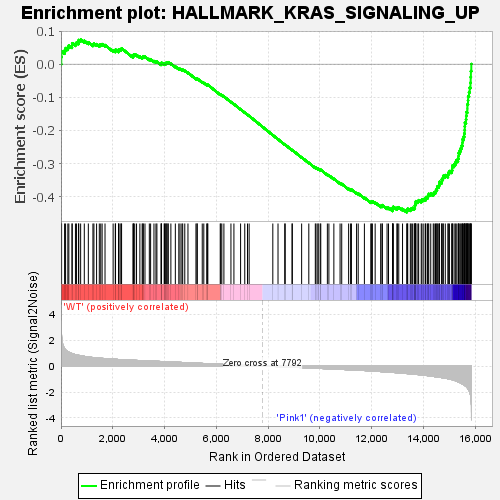 Enrichment plot: HALLMARK_KRAS_SIGNALING_UP
Enrichment score (ES)
0.1
0.0
-0.1
-0.2
-0.3
-0.4
'WT' (positively correlated)
Ranked list metric (Signal2Noise)
4
2
0
-2
-4
Zero cross at 7792
'Pink1' (negatively correlated)
0
2,000
4,000
6,000
8,000
10,000
12,000
14,000
16,000
Rank in Ordered Dataset
Enrichment profile
Hits
Ranking metric scores